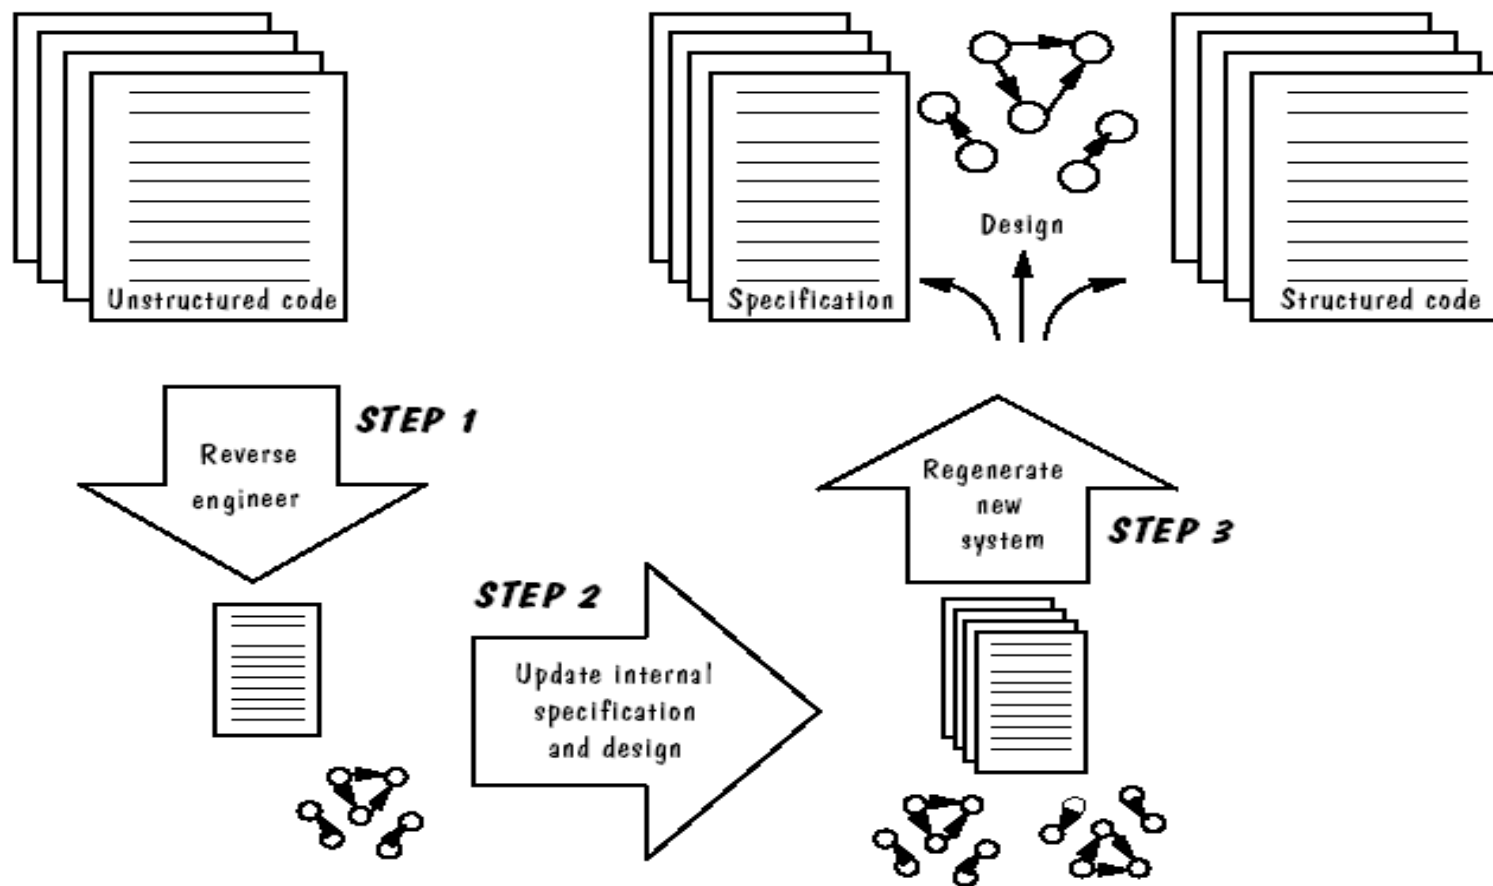 Unstructured code
Specification
Design
Structured code
STEP 1
Reverse
engineer
STEP 2
Update internal
specification
and design
Regenerate
new
system
STEP 3